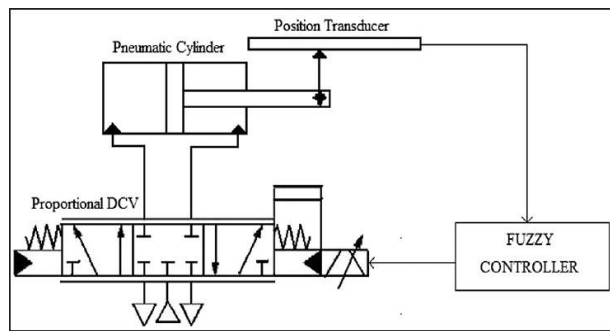 Position Transducer
Pneumatic Cylinder
Proportional DCV
FUZZY
CONTROLLER